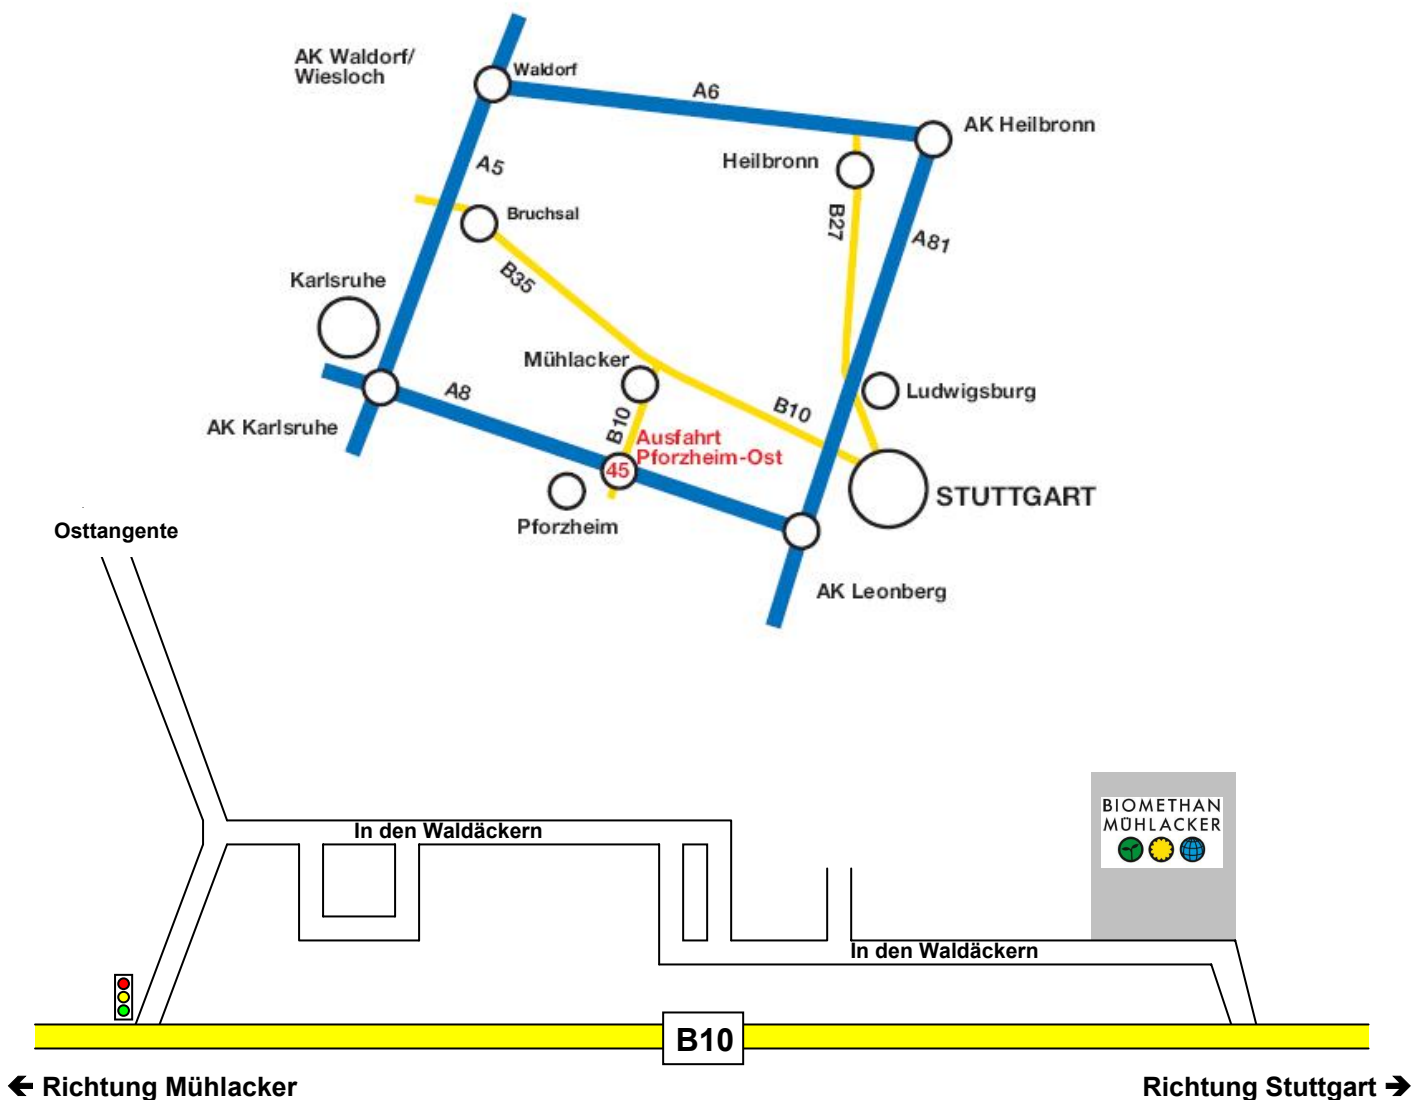 AK Waldorf/
Wiesloch
Waldorf
A6
AK Heilbronn
Heilbronn
A5
B27
A81
Bruchsal
B35
Karlsruhe
Mühlacker
A8
B10
B10
Ludwigsburg
AK Karlsruhe
Ausfahrt
Pforzheim-Ost
45
STUTTGART
Pforzheim
AK Leonberg
Osttangente
BIOMETHAN
MÜHLACKER
In den Waldäckern
In den Waldäckern
B10
← Richtung Mühlacker
Richtung Stuttgart →